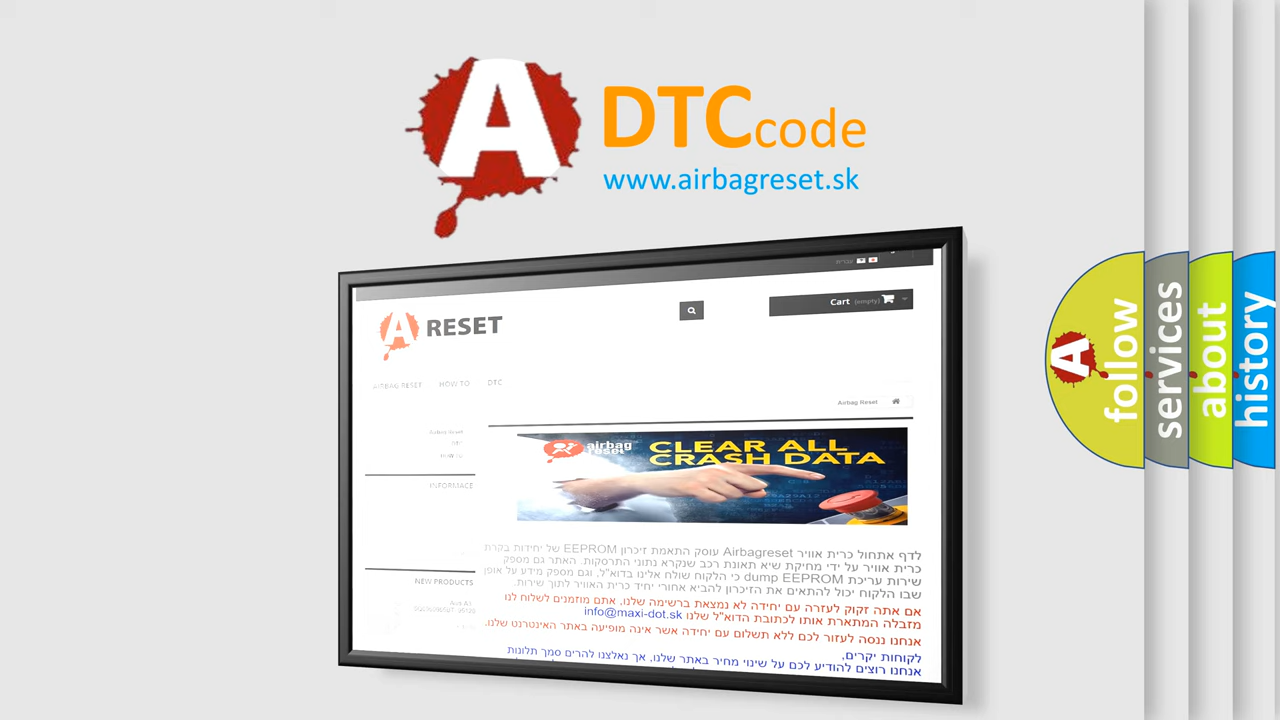 A DTC code
www.airbagreset.sk
עברית
Cart (empty)
A RESET
AIRBAG RESET HOW TO DTC
Airbag Reset
Airbag Reset
HOW TO
INFORMACE
airbag reset
CLEAR ALL
CRASH DATA
לדף אתחול כרית אוויר Airbagreset עוסק התאמת זיכרון EEPROM של יחידות בקרת
כרית אוויר על ידי מחיקת שיא תאונת רכב שנקרא נתוני התרסקות. האתר גם מספק
שירות עריכת dump EEPROM כי הלקוח שולח אלינו בדוא"ל, וגם מספק מידע על אופן
שבו הלקוח יכול להתאים את הזיכרון להביא אחורי יחיד כרית האוויר לתוך שירות.
אם אתה זקוק לעזרה עם יחידה לא נמצאת ברשימה שלנו, אתם מוזמנים לשלוח לנו
מזבלה המתארת אותו לכתובת הדוא"ל שלנו info@maxi-dot.sk
אנחנו ננסה לעזור לכם ללא תשלום עם יחידה אשר אינה מופיעה באתר האינטרנט שלנו.
לקוחות יקרים,
אנחנו רוצים להודיע לכם על שינוי מחיר באתר שלנו, אך נאלצנו להרים סמך תלונות
NEW PRODUCTS
follow
services
about
history
A